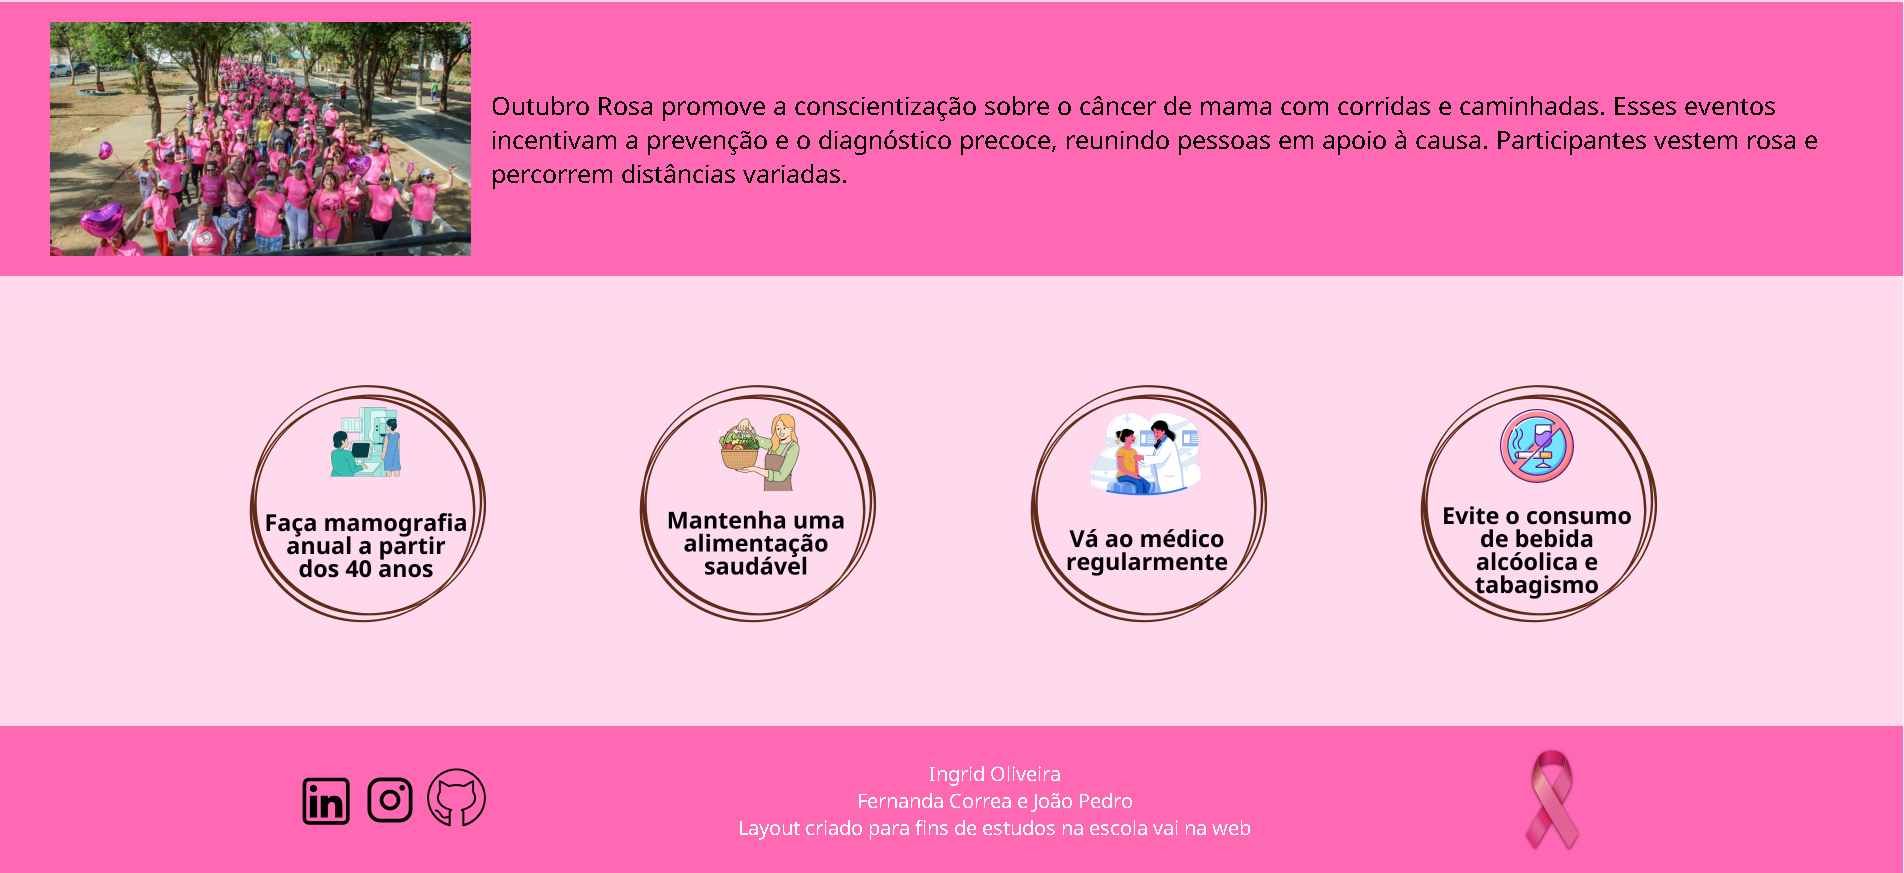 Outubro Rosa promove a conscientização sobre o câncer de mama com corridas e caminhadas. Esses eventos
incentivam a prevenção e o diagnóstico precoce, reunindo pessoas em apoio à causa. Participantes vestem rosa e
percorrem distâncias variadas.
Faça mamografia
anual a partir
dos 40 anos
Mantenha uma
alimentação
saudável
Vá ao médico
regularmente
Evite o consumo
de bebida
alcóolica e
tabagismo
in
Ingrid Oliveira
Fernanda Correa e João Pedro
Layout criado para fins de estudos na escola vai na web